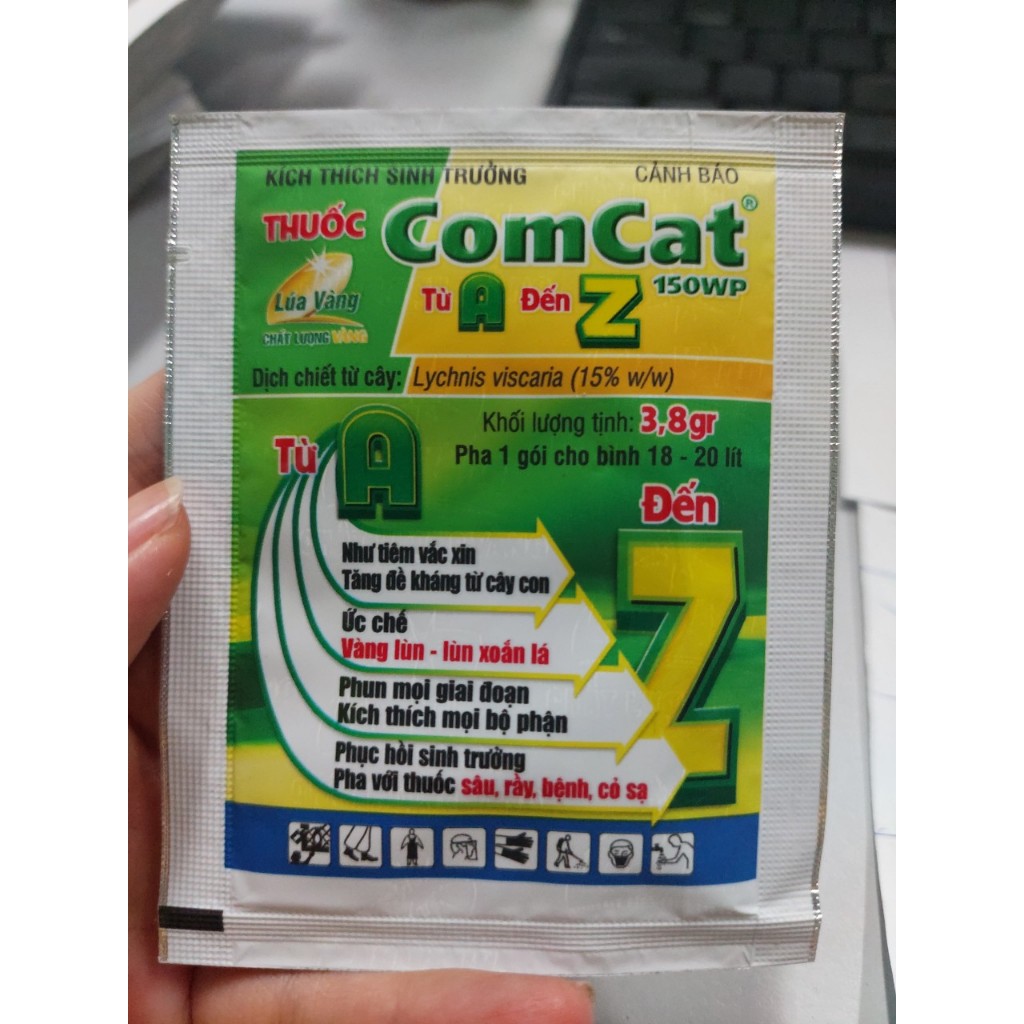 KÍCH THÍCH SINH TRƯỞNG
CẢNH BÁO
THUỐC
ComCat®
150WP
Từ A Đến Z
Lúa Vàng
CHẤT LƯỢNG VÀNG
Dịch chiết từ cây: Lychnis viscaria (15% w/w)
Khối lượng tịnh: 3,8gr
Pha 1 gói cho bình 18 - 20 lít
Từ A
Đến Z
Như tiêm vắc xin
Tăng đề kháng từ cây con
Ức chế
Vàng lùn - lùn xoắn lá
Phun mọi giai đoạn
Kích thích mọi bộ phận
Phục hồi sinh trưởng
Pha với thuốc sâu, rầy, bệnh, cỏ sạ